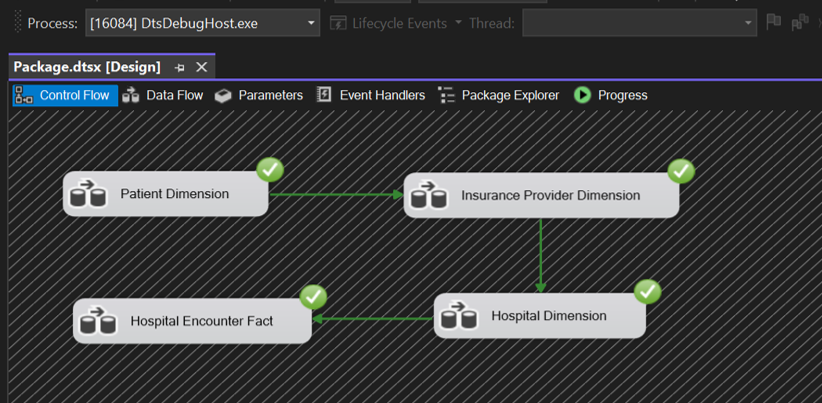 Process: [16084] DtsDebugHost.exe Lifecycle Events Thread:
Package.dtsx [Design]
Control Flow Data Flow Parameters Event Handlers Package Explorer Progress
Patient Dimension Insurance Provider Dimension
Hospital Encounter Fact Hospital Dimension